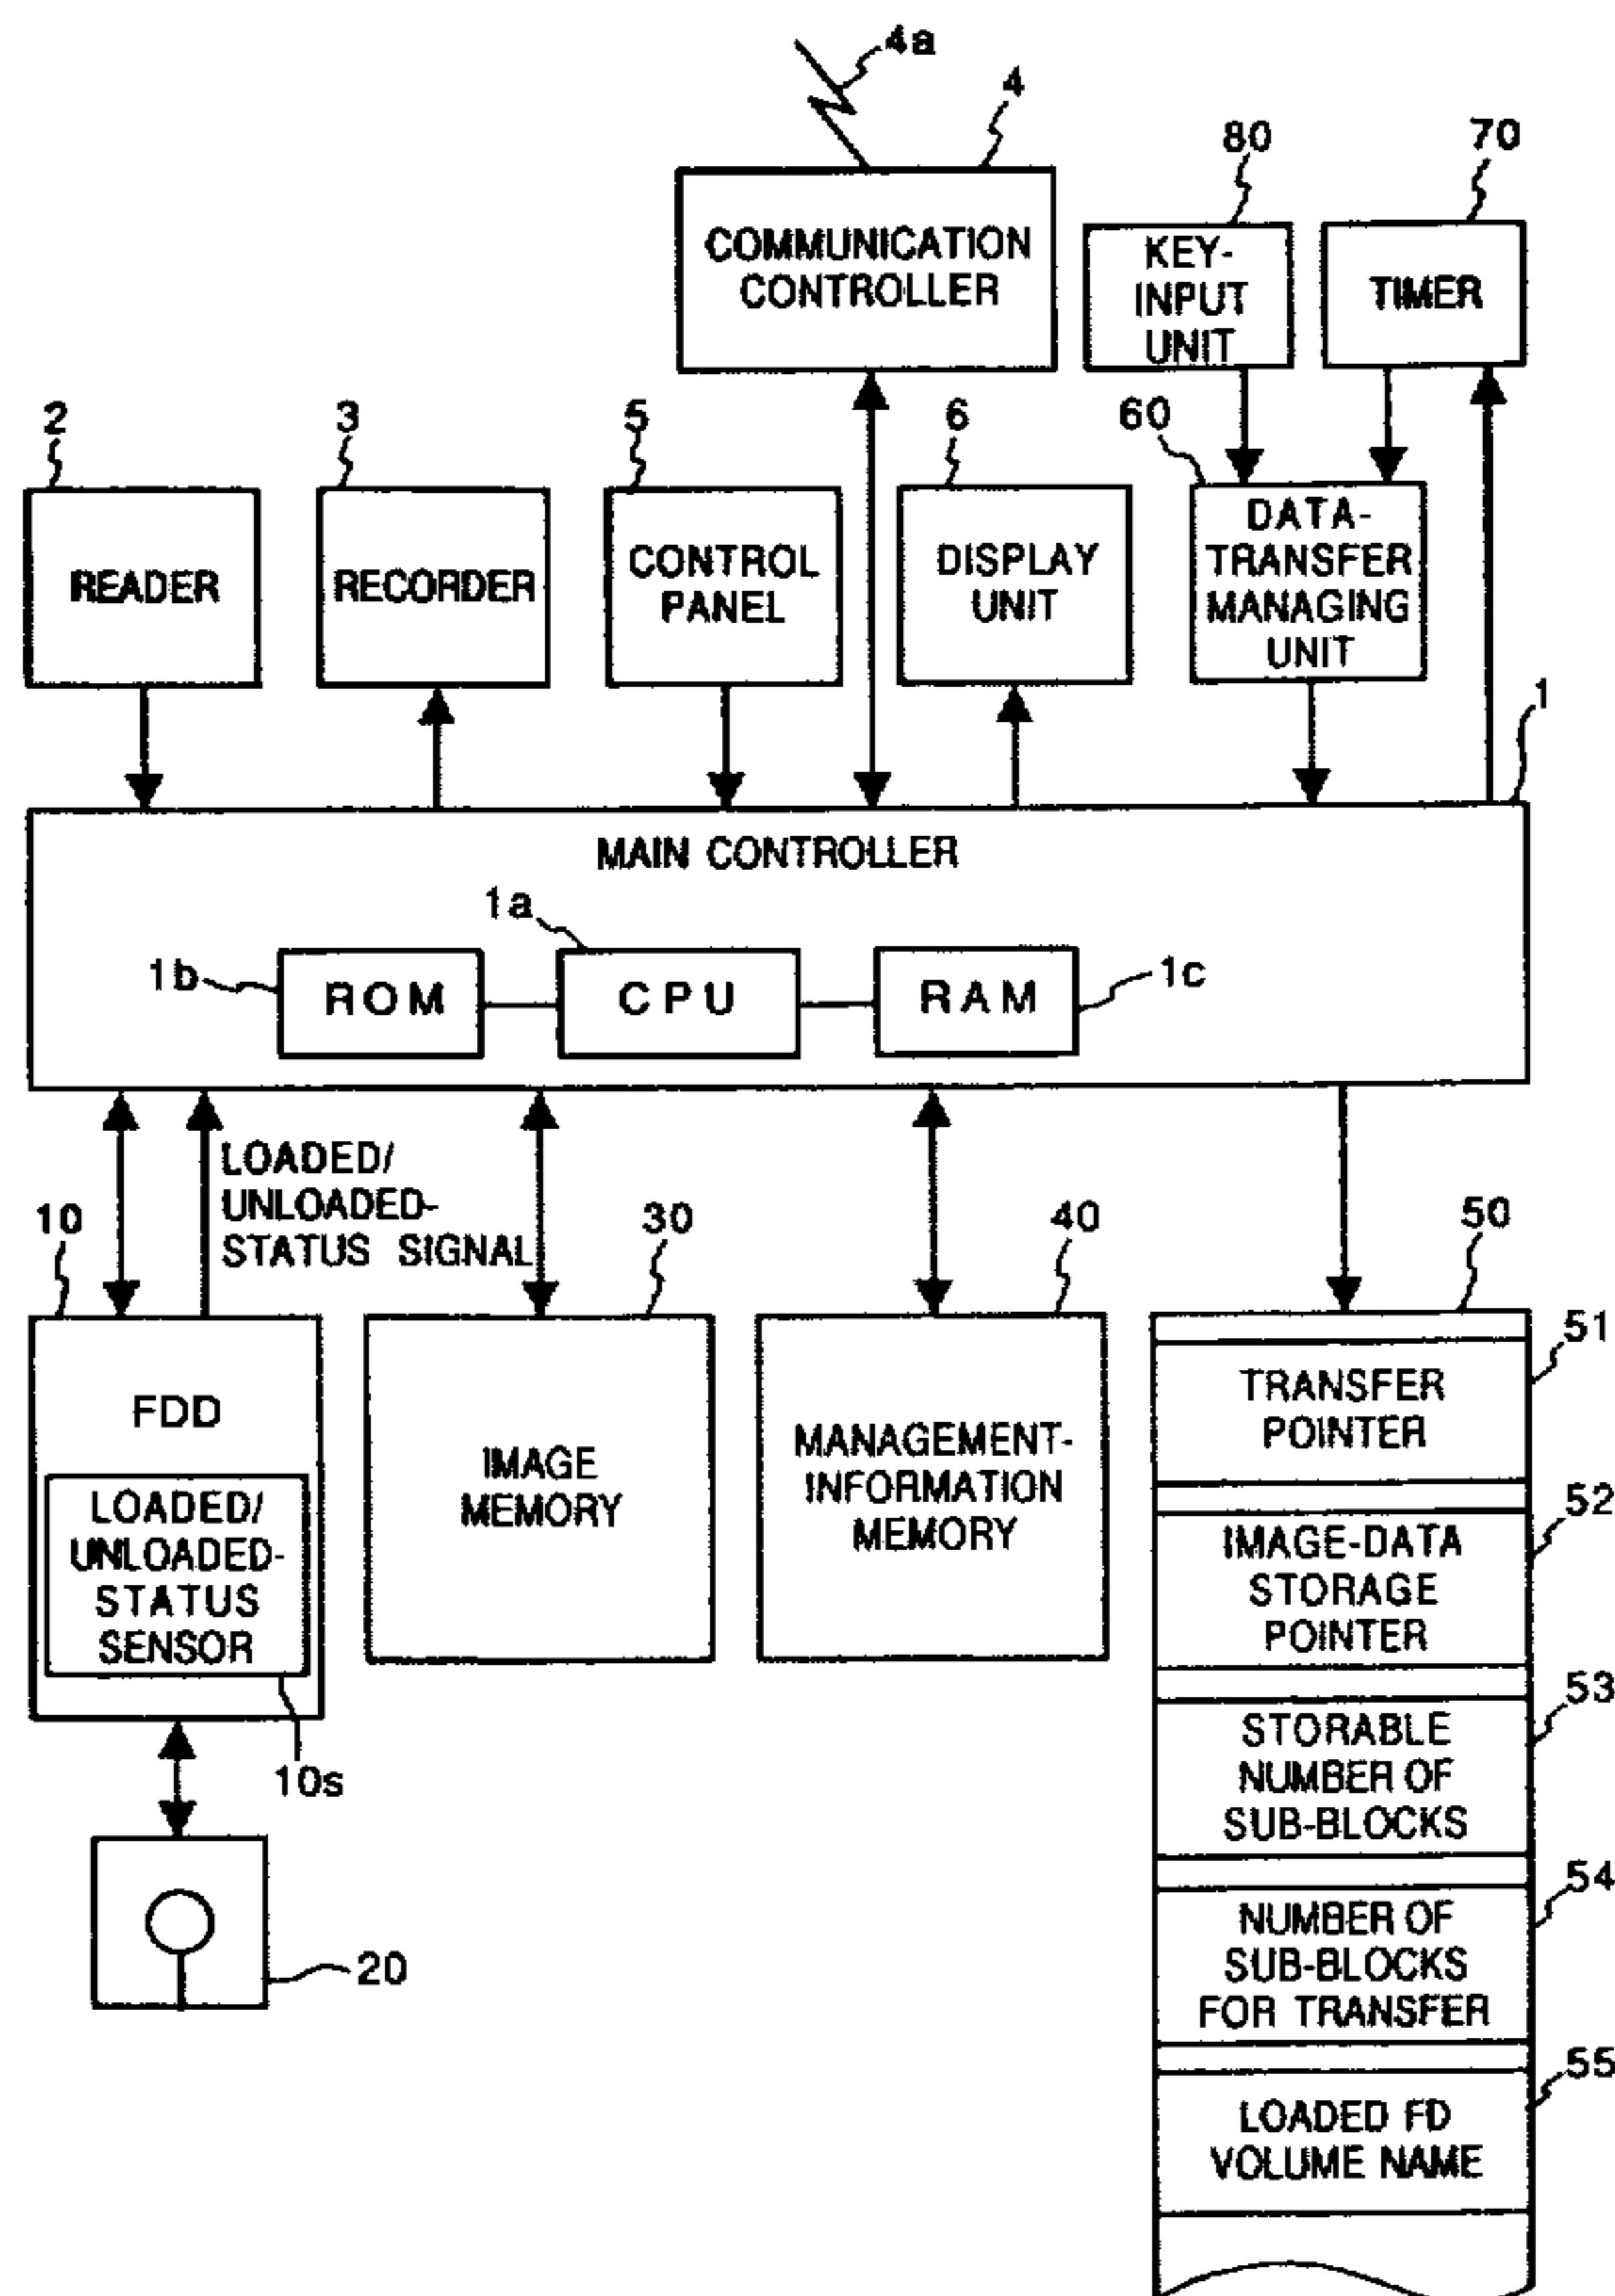 4a
4
80
70
COMMUNICATION
CONTROLLER
KEY-
INPUT
UNIT
TIMER
2
3
5
6
60
READER
RECORDER
CONTROL
PANEL
DISPLAY
UNIT
DATA-
TRANSFER
MANAGING
UNIT
1
MAIN CONTROLLER
1a
1b
ROM
CPU
RAM
1c
LOADED/
UNLOADED-
STATUS SIGNAL
10
30
40
50
FDD
LOADED/
UNLOADED-
STATUS
SENSOR
10s
20
IMAGE
MEMORY
MANAGEMENT-
INFORMATION
MEMORY
51
TRANSFER
POINTER
52
IMAGE-DATA
STORAGE
POINTER
53
STORABLE
NUMBER OF
SUB-BLOCKS
54
NUMBER OF
SUB-BLOCKS
FOR TRANSFER
55
LOADED FD
VOLUME NAME